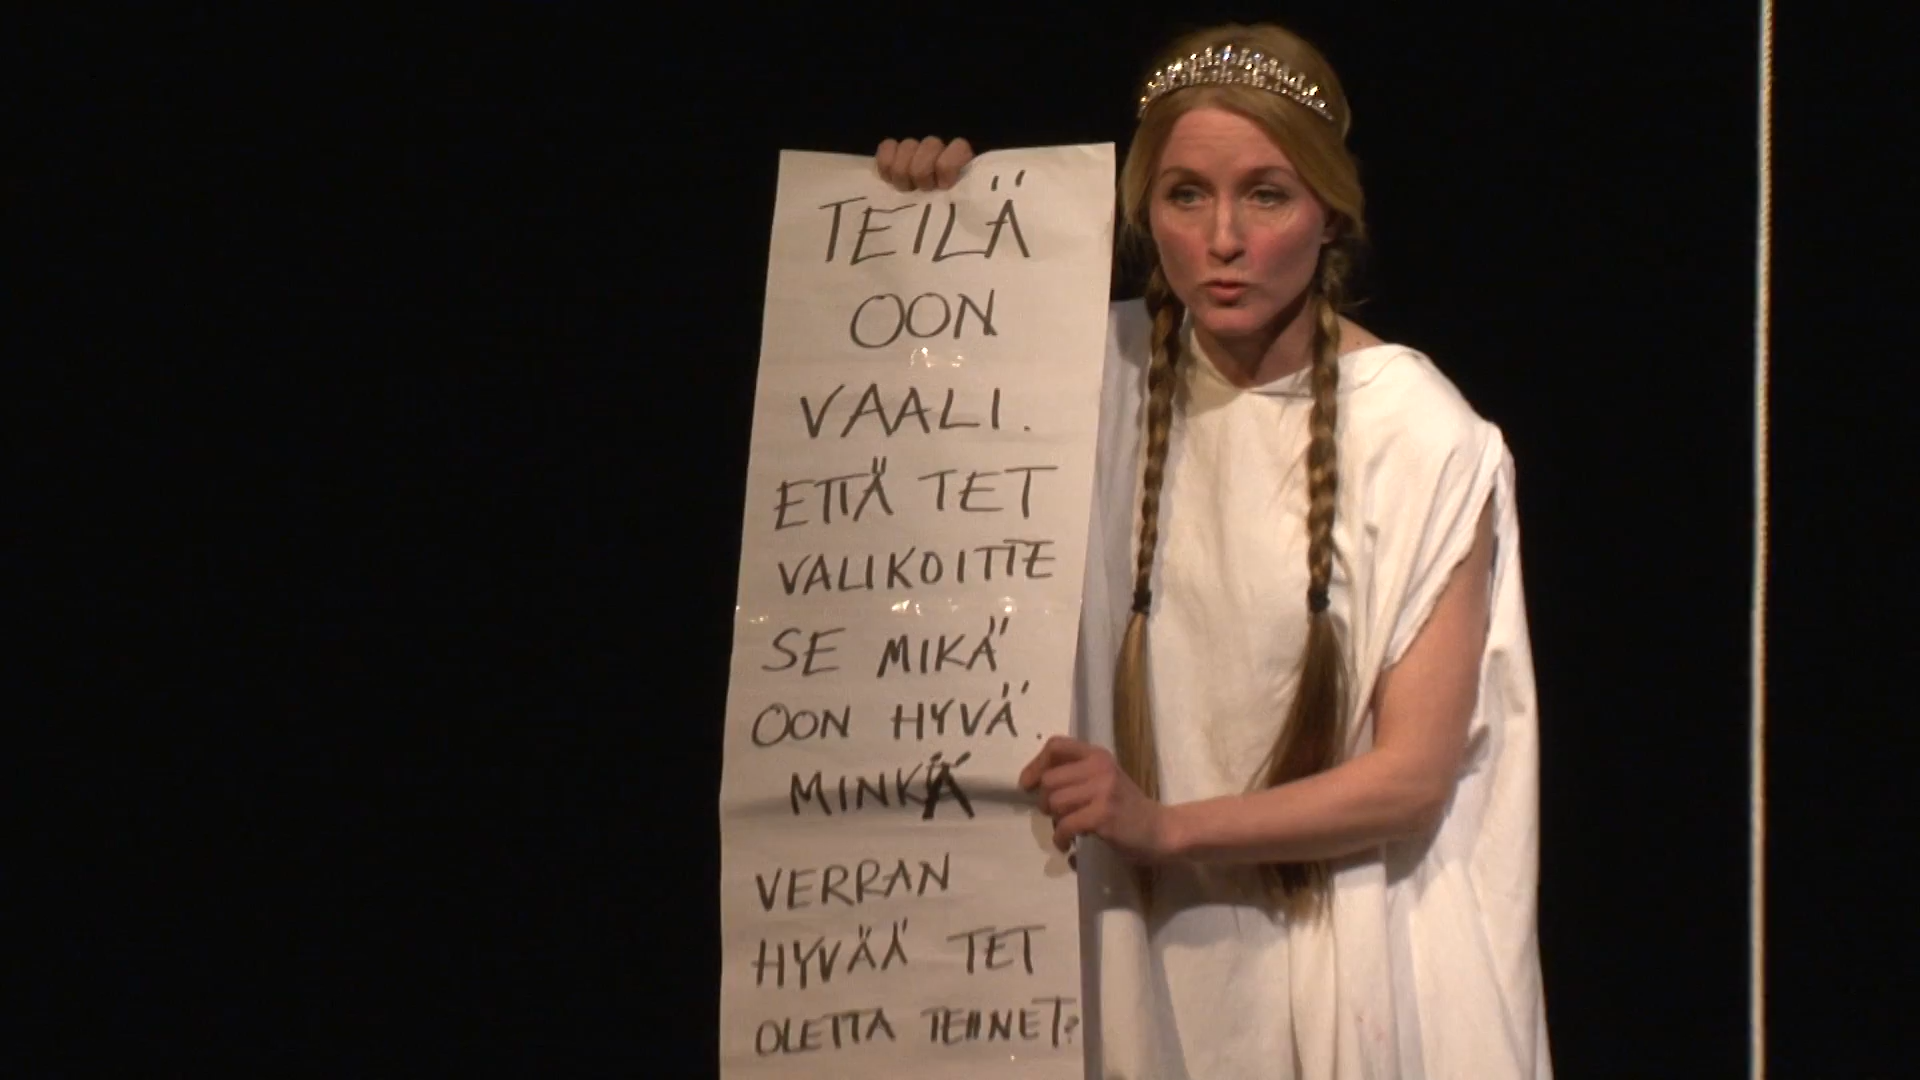 TEILÄ
OON
VAALI.
ETTÄ TET
VALIKOITTE
SE MIKÄ
OON HYVÄ.
MINKÄ
VERRAN
HYVÄÄ TET
OLETTA TEHNET?